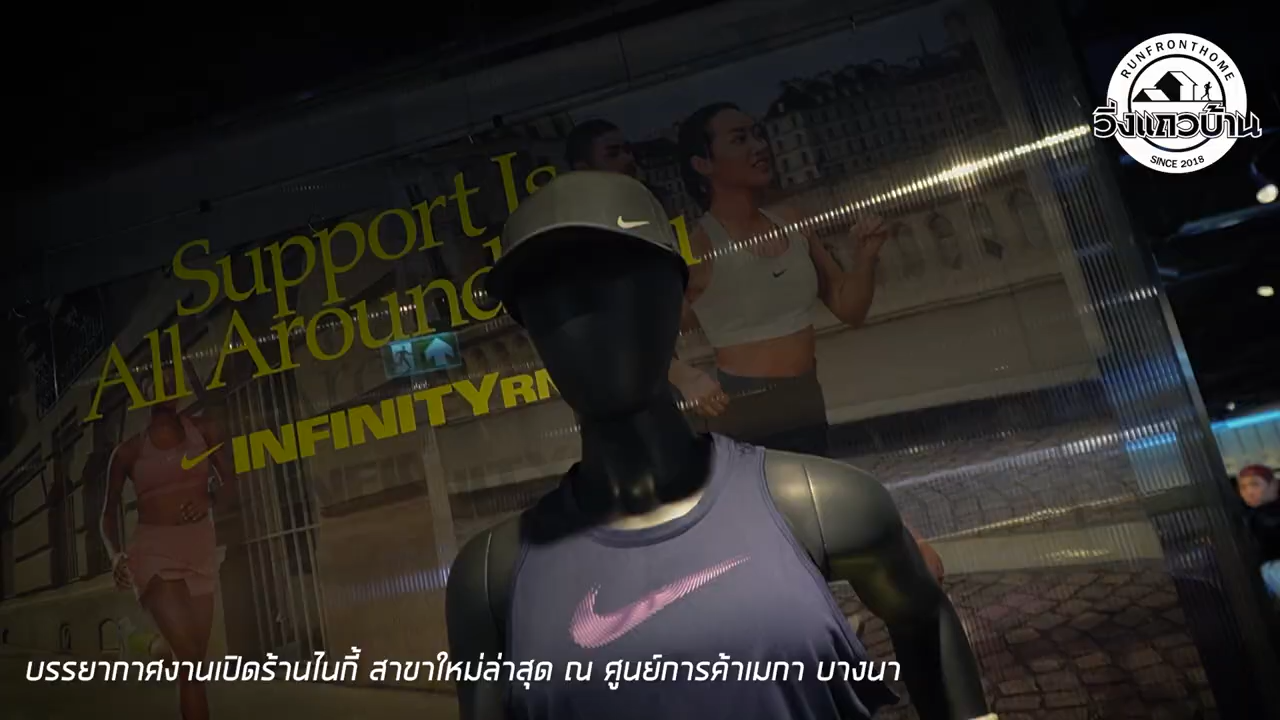 RUNFRONTHOME
วิ่งแถวบ้าน
SINCE 2018
Support Is
All Around
INFINITYRN
บรรยากาศงานเปิดร้านไนกี้ สาขาใหม่ล่าสุด ณ ศูนย์การค้าเมกา บางนา